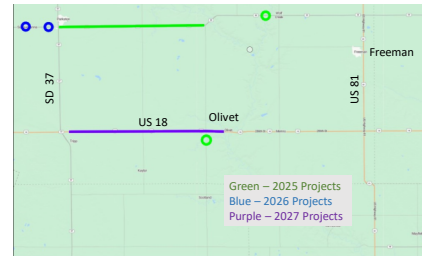 Freeman
SD 37
US 81
US 18
Olivet
Green – 2025 Projects
Blue – 2026 Projects
Purple – 2027 Projects